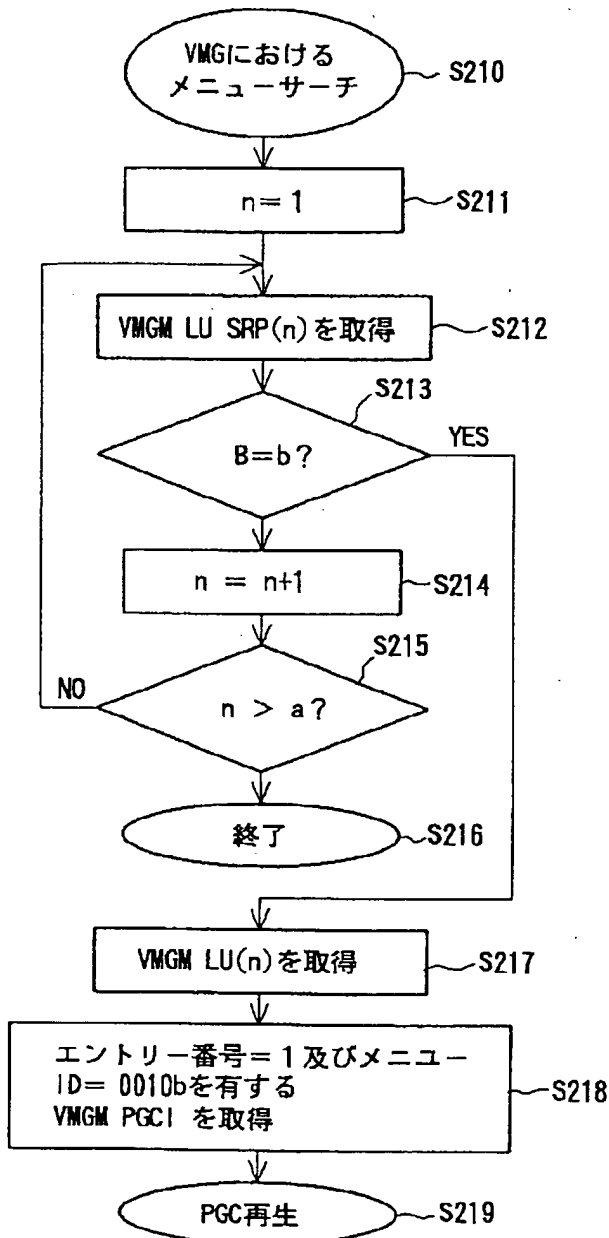 VMGにおける
メニューサーチ
S210
n=1
S211
VMGM LU SRP(n)を取得
S212
S213
B=b?
YES
n = n+1
S214
S215
NO
n > a?
終了
S216
VMGM LU(n)を取得
S217
エントリー番号=1及びメニュー
ID=0010bを有する
VMGM PGCI を取得
S218
PGC再生
S219